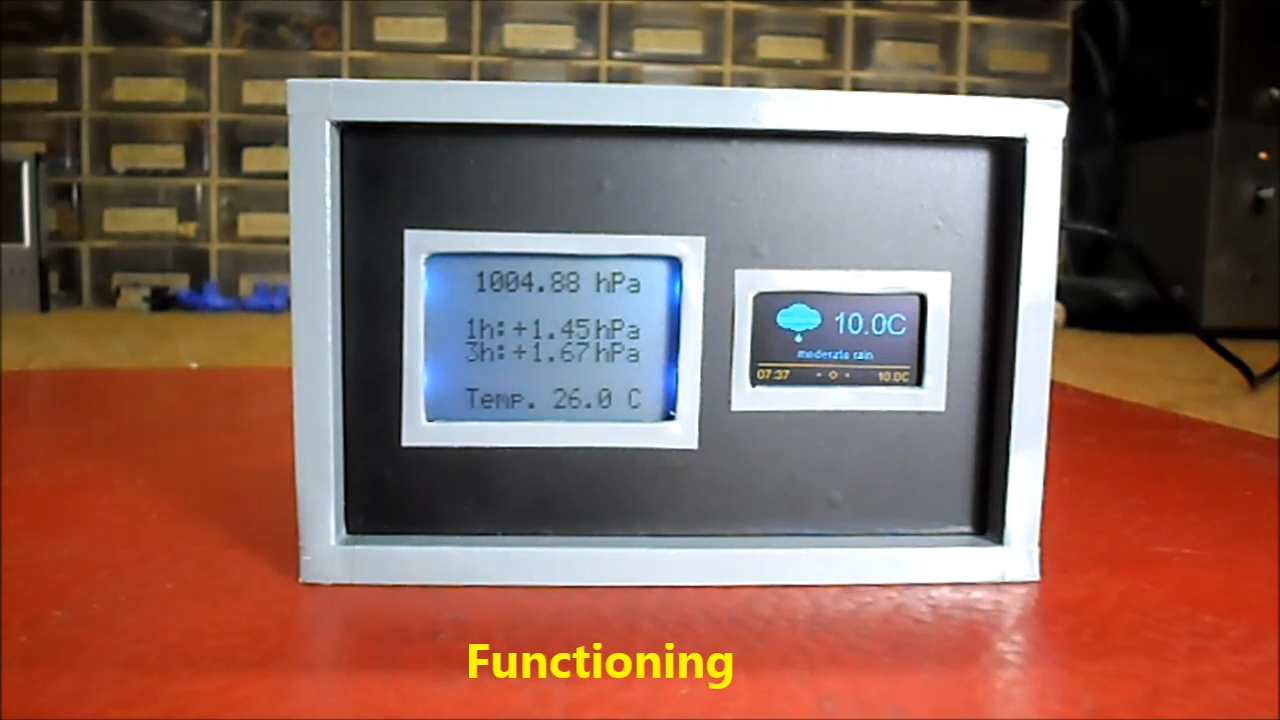 1004.88 hPa
1h:+1.45hPa
3h:+1.67hPa
Temp. 26.0 C
10.0C
moderate rain
07:37
10.0C
Functioning